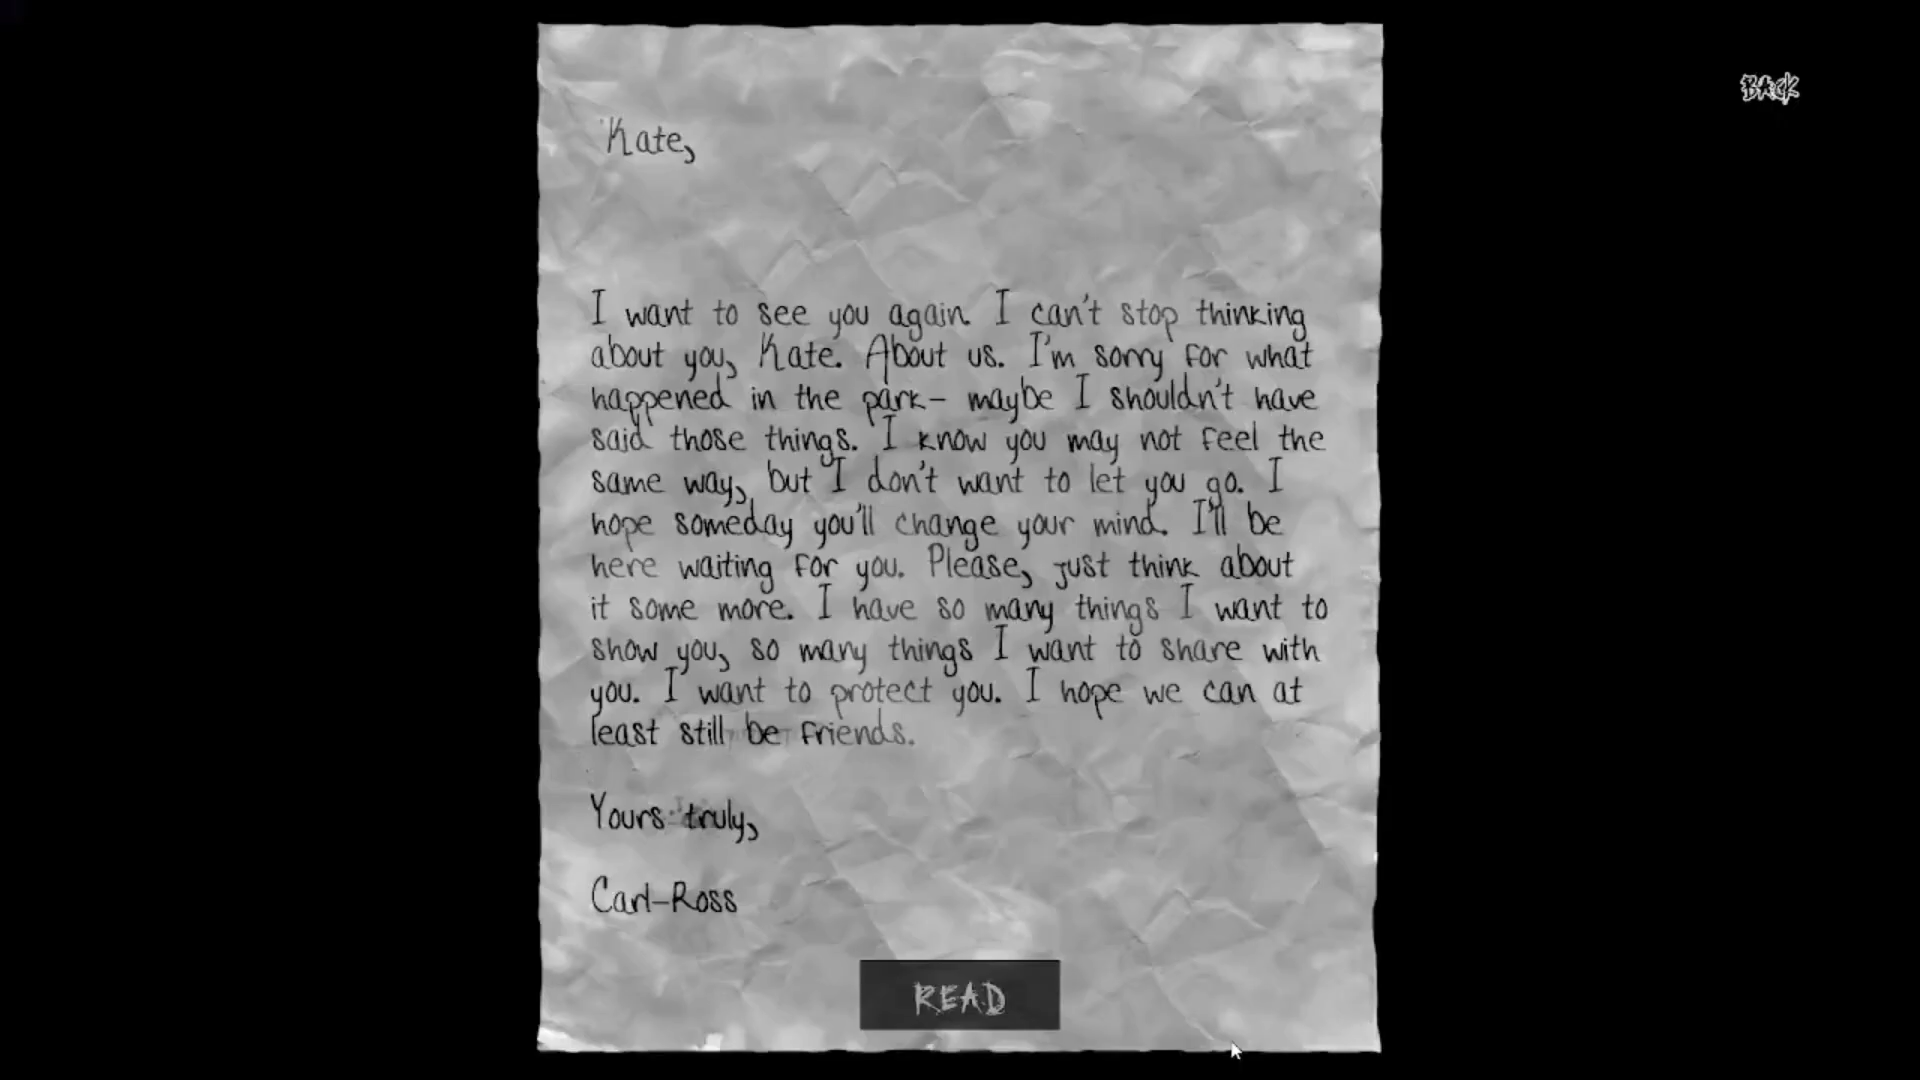 BACK
Kate,
I want to see you again. I can't stop thinking
about you, Kate. About us. I'm sorry for what
happened in the park- maybe I shouldn't have
said those things. I know you may not feel the
same way, but I don't want to let you go. I
hope someday you'll change your mind. I'll be
here waiting for you. Please, just think about
it some more. I have so many things I want to
show you, so many things I want to share with
you. I want to protect you. I hope we can at
least still be friends.
Yours truly,
Carl-Ross
READ